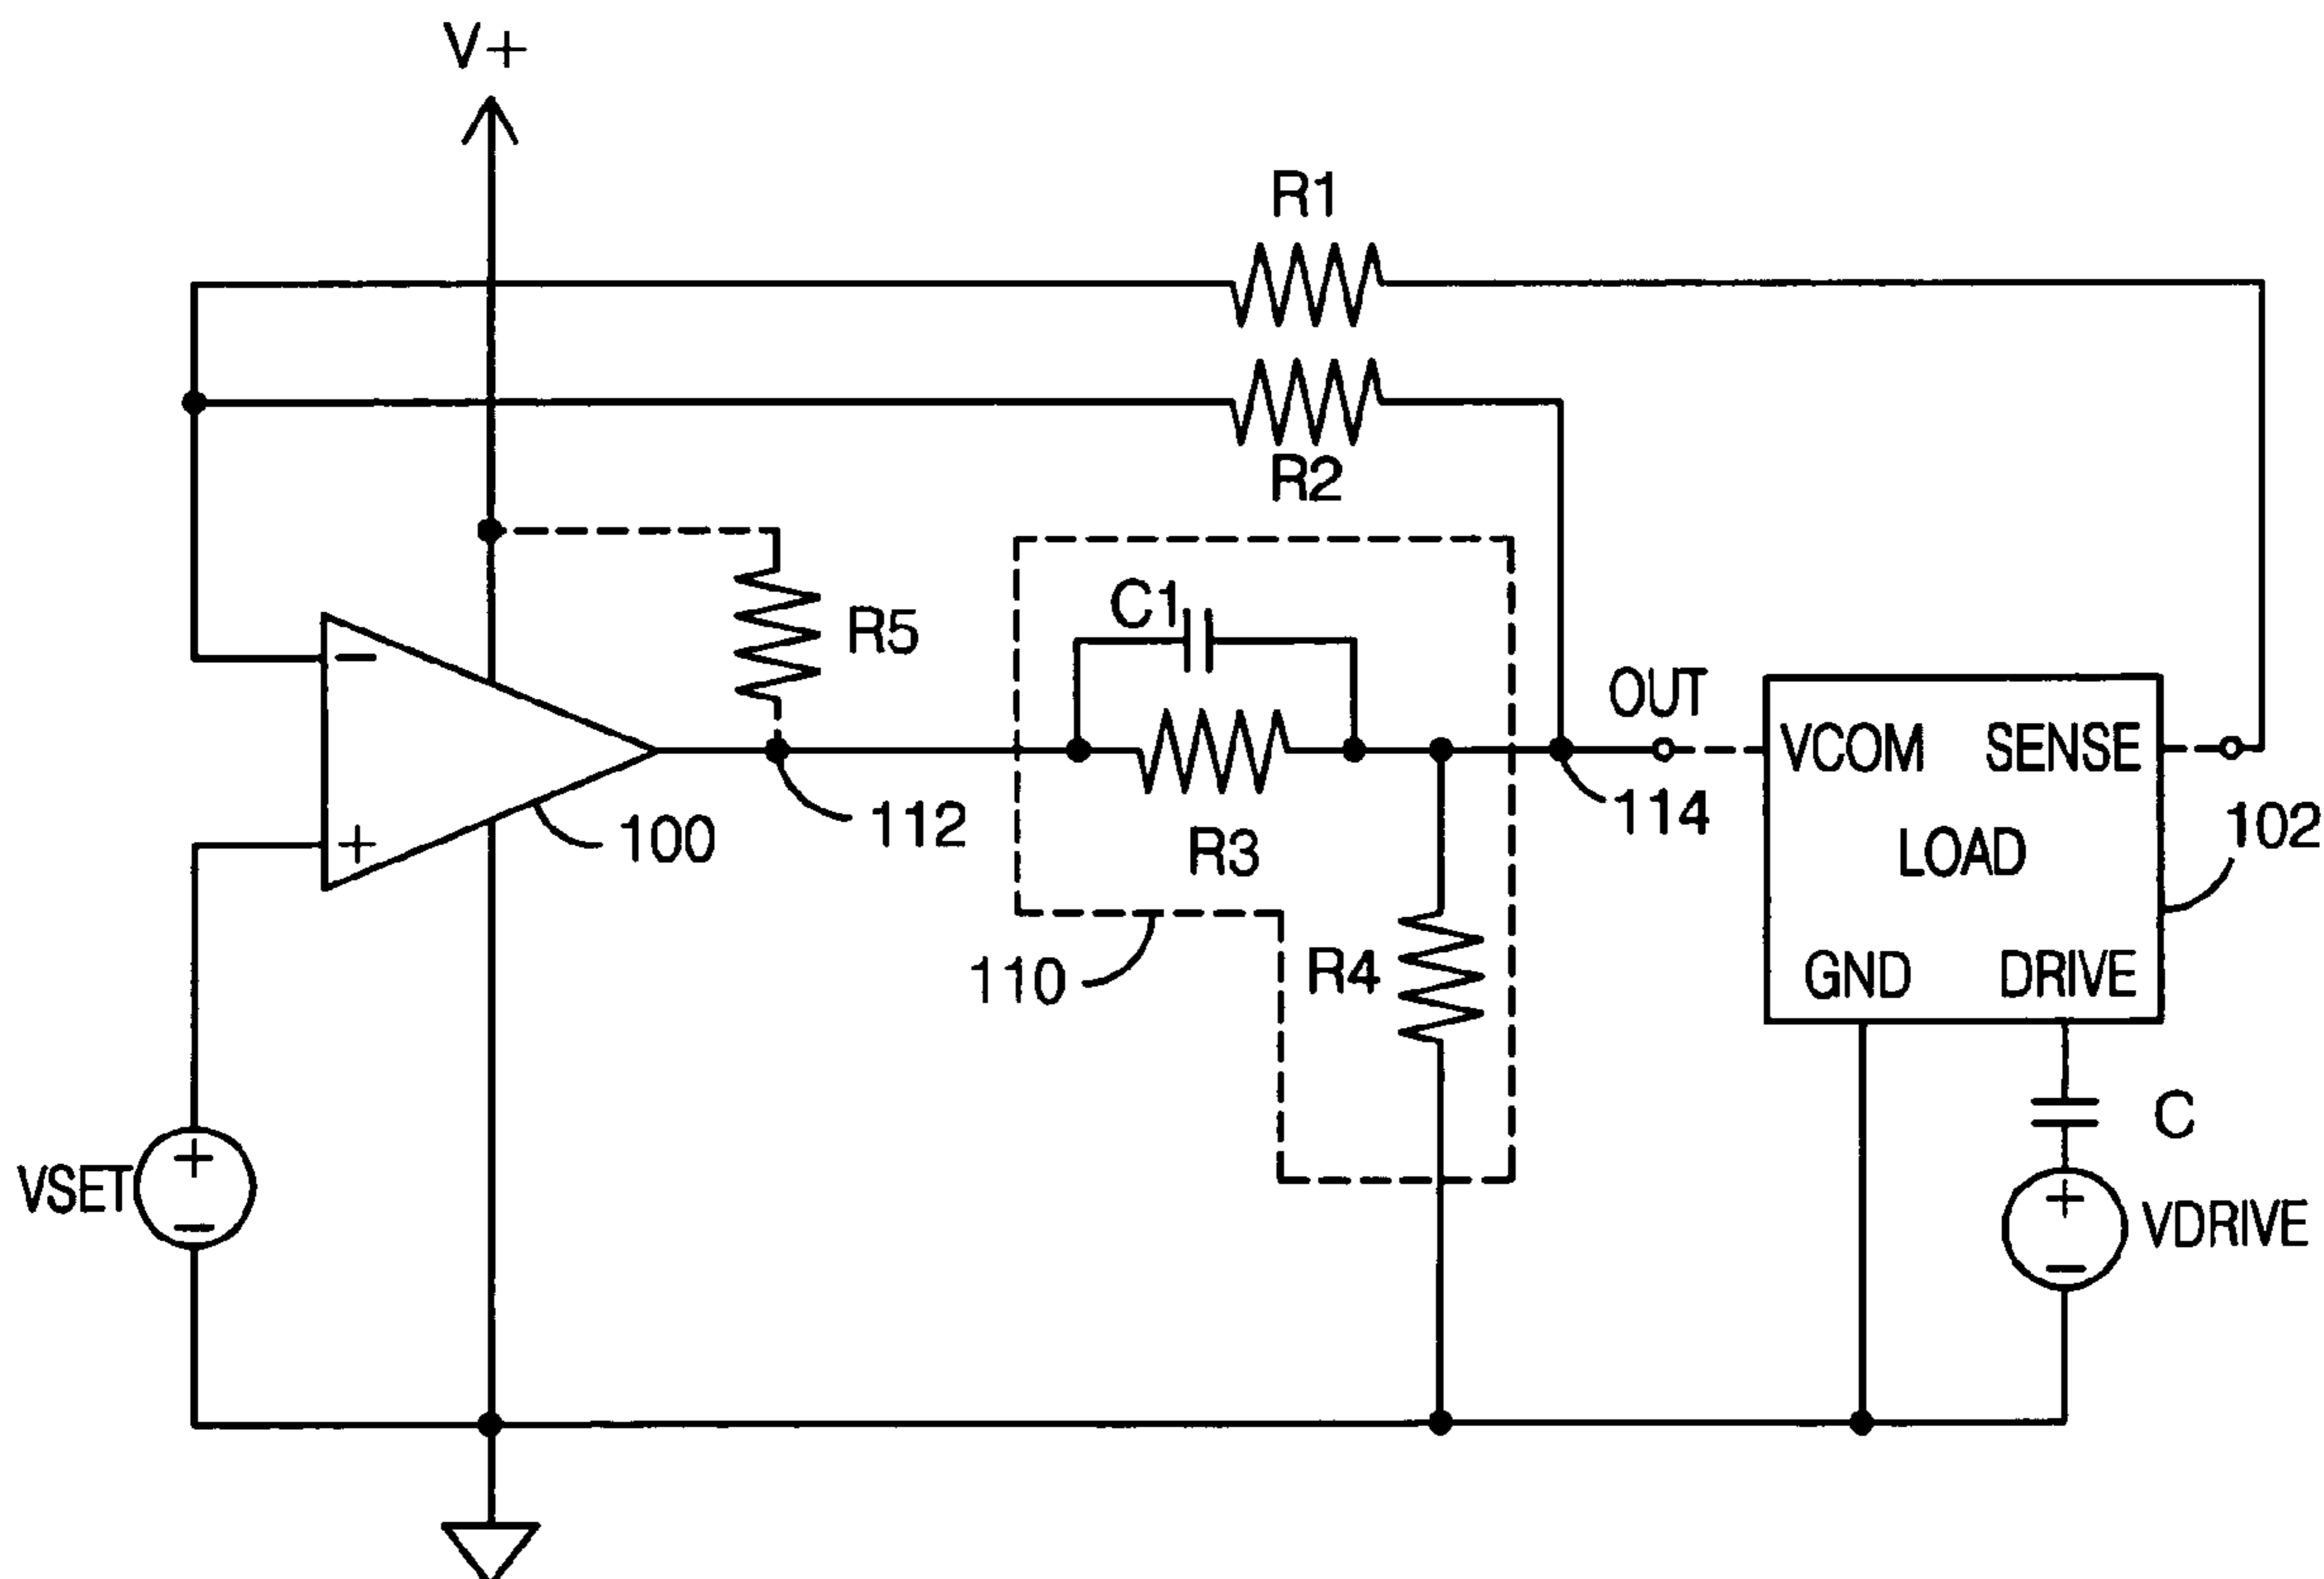 V+
R1
R2
R5
C1
OUT
VCOM SENSE
112
114
100
R3
LOAD
102
110
R4
GND DRIVE
C
VSET
VDRIVE